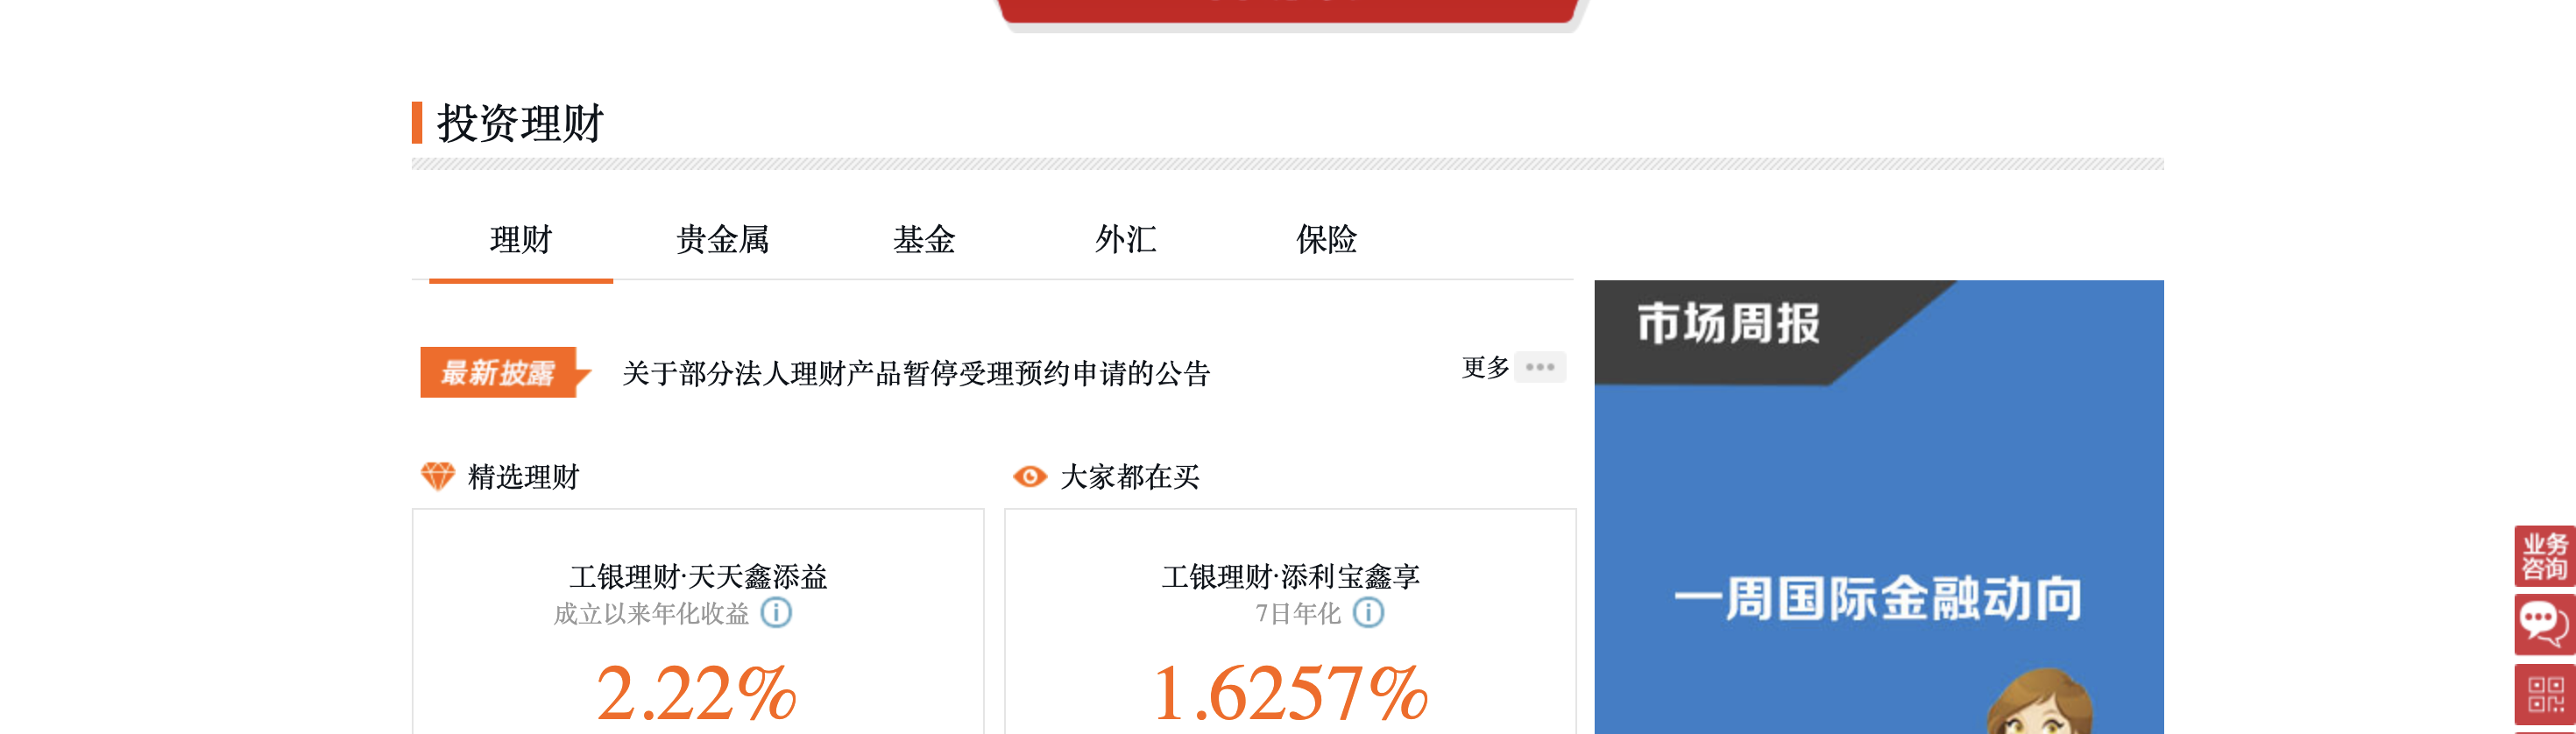 投资理财
理财
贵金属
基金
外汇
保险
最新披露
关于部分法人理财产品暂停受理预约申请的公告
更多
精选理财
大家都在买
工银理财·天天鑫添益
成立以来年化收益
2.22%
工银理财·添利宝鑫享
7日年化
1.6257%
市场周报
一周国际金融动向
业务
咨询